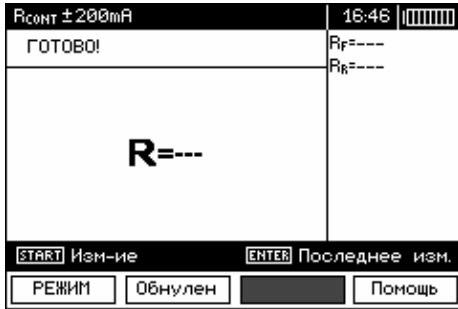 RCONT ±200mA 16:46
ГОТОВО! RF=---
RR=---
R=---
START Изм-ие ENTER Последнее изм.
РЕЖИМ Обнулен Помощь